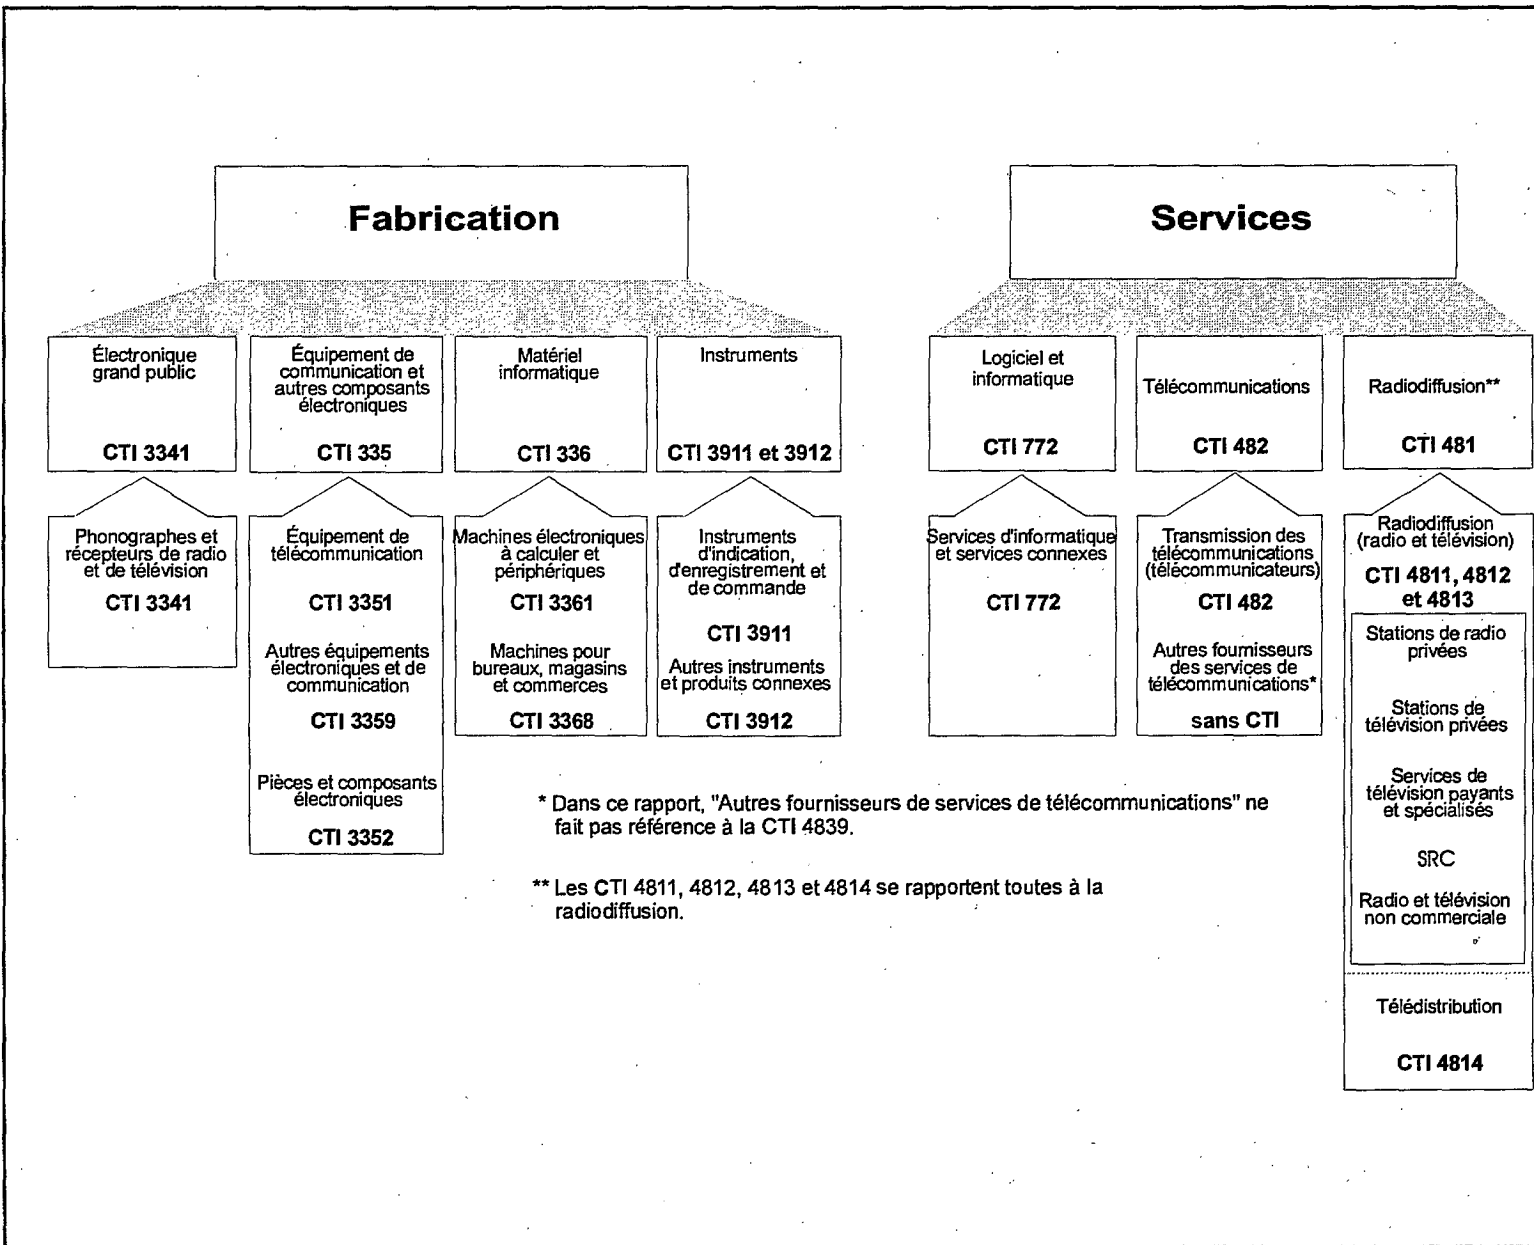 Fabrication
Électronique
grand public
CTI 3341
Équipement de
communication et
autres composants
électroniques
CTI 335
Matériel
informatique
CTI 336
Instruments
CTI 3911 et 3912
Phonographes et
récepteurs de radio
et de télévision
CTI 3341
Équipement de
télécommunication
CTI 3351
Autres équipements
électroniques et de
communication
CTI 3359
Pièces et composants
électroniques
CTI 3352
Machines électroniques
à calculer et
périphériques
CTI 3361
Machines pour
bureaux, magasins
et commerces
CTI 3368
Instruments
d'indication,
d'enregistrement et
de commande
CTI 3911
Autres instruments
et produits connexes
CTI 3912
Services
Logiciel et
informatique
CTI 772
Télécommunications
CTI 482
Radiodiffusion**
CTI 481
Services d'informatique
et services connexes
CTI 772
Transmission des
télécommunications
(télécommunicateurs)
CTI 482
Autres fournisseurs
des services de
télécommunications*
sans CTI
Radiodiffusion
(radio et télévision)
CTI 4811, 4812
et 4813
Stations de radio
privées
Stations de
télévision privées
Services de
télévision payants
et spécialisés
SRC
Radio et télévision
non commerciale
Télédistribution
CTI 4814
* Dans ce rapport, "Autres fournisseurs de services de télécommunications" ne
fait pas référence à la CTI 4839.
** Les CTI 4811, 4812, 4813 et 4814 se rapportent toutes à la
radiodiffusion.